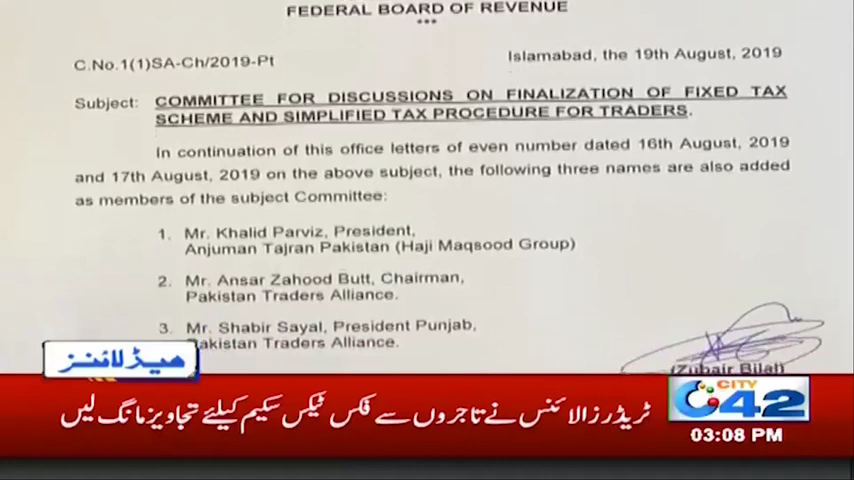 FEDERAL BOARD OF REVENUE
***
C.No.1(1)SA-Ch/2019-Pt
Islamabad, the 19th August, 2019
Subject: COMMITTEE FOR DISCUSSIONS ON FINALIZATION OF FIXED TAX
SCHEME AND SIMPLIFIED TAX PROCEDURE FOR TRADERS.
In continuation of this office letters of even number dated 16th August, 2019
and 17th August, 2019 on the above subject, the following three names are also added
as members of the subject Committee:
1. Mr. Khalid Parviz, President,
Anjuman Tajran Pakistan (Haji Maqsood Group)
2. Mr. Ansar Zahood Butt, Chairman,
Pakistan Traders Alliance.
3. Mr. Shabir Sayal, President Punjab,
Pakistan Traders Alliance.
(Zubair Bilal)
ہیڈلائنز
ٹریڈرز الائنس نے تاجروں سے فکس ٹیکس سکیم کیلئے تجاویز مانگ لیں
CITY
42
03:08 PM